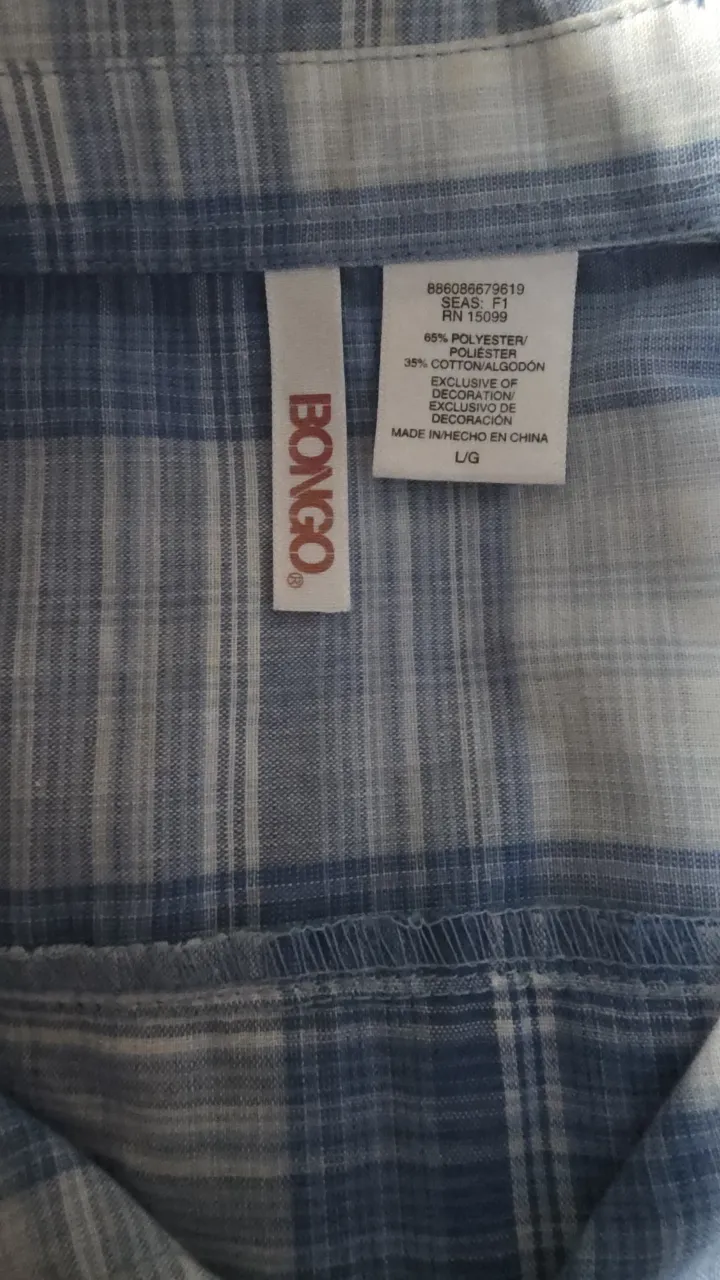 BONGO®
886086679619
SEAS: F1
RN 15099
65% POLYESTER/
POLIÉSTER
35% COTTON/ALGODÓN
EXCLUSIVE OF
DECORATION/
EXCLUSIVO DE
DECORACIÓN
MADE IN/HECHO EN CHINA
L/G